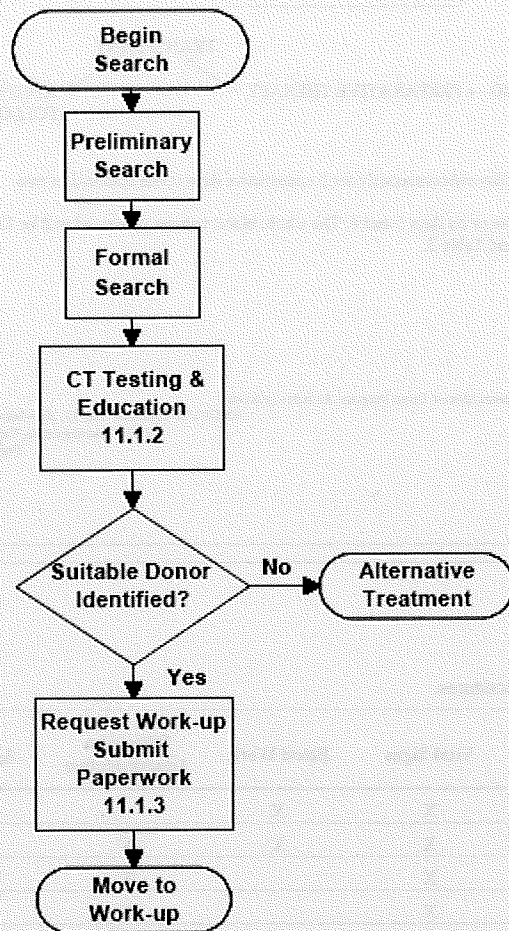 Begin
Search
Preliminary
Search
Formal
Search
CT Testing &
Education
11.1.2
Suitable Donor
Identified?
No
Alternative
Treatment
Yes
Request Work-up
Submit
Paperwork
11.1.3
Move to
Work-up